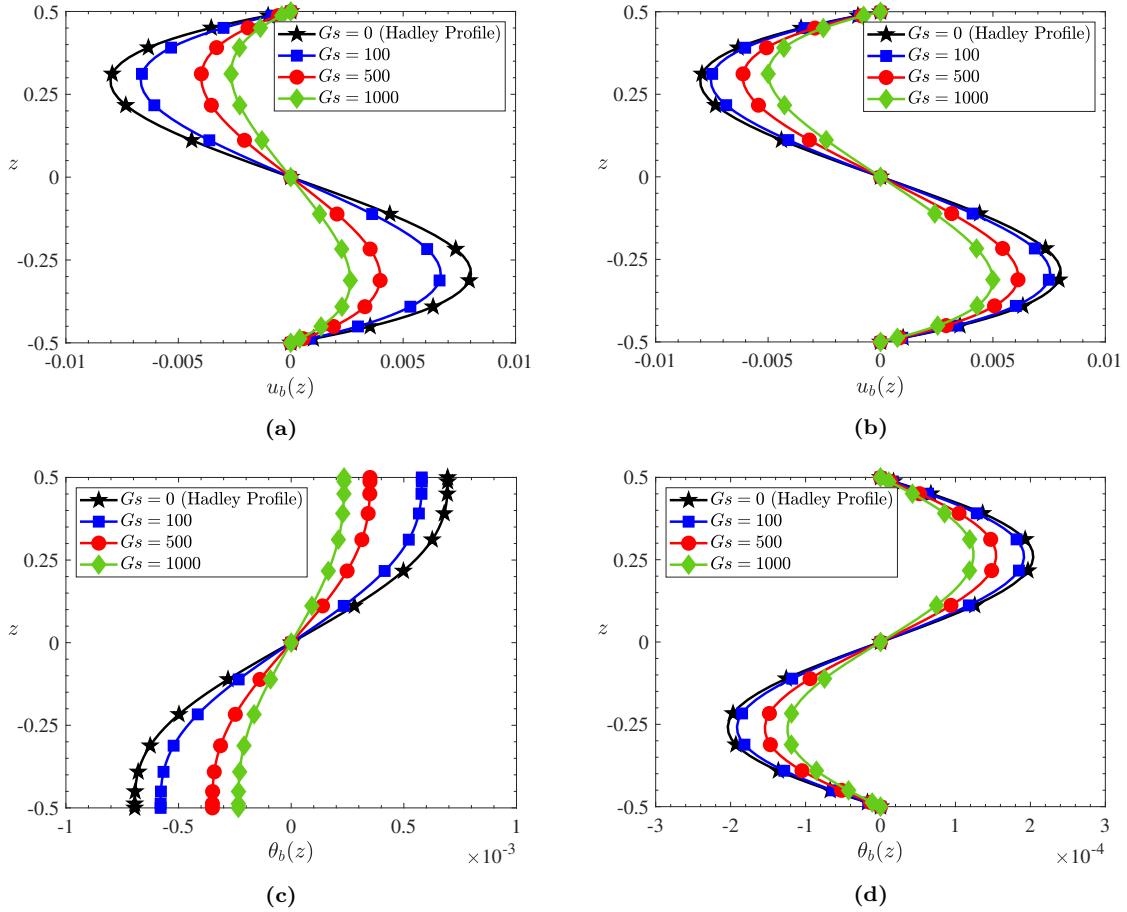 0.5
0.25
z
0
-0.25
-0.5
-0.01 -0.005 0 0.005 0.01
u_b(z)
Gs = 0 (Hadley Profile)
Gs = 100
Gs = 500
Gs = 1000
(a)
0.5
0.25
z
0
-0.25
-0.5
-0.01 -0.005 0 0.005 0.01
u_b(z)
Gs = 0 (Hadley Profile)
Gs = 100
Gs = 500
Gs = 1000
(b)
0.5
0.25
z
0
-0.25
-0.5
-1 -0.5 0 0.5 1
θ_b(z)
×10⁻³
Gs = 0 (Hadley Profile)
Gs = 100
Gs = 500
Gs = 1000
(c)
0.5
0.25
z
0
-0.25
-0.5
-3 -2 -1 0 1 2 3
θ_b(z)
×10⁻⁴
Gs = 0 (Hadley Profile)
Gs = 100
Gs = 500
Gs = 1000
(d)